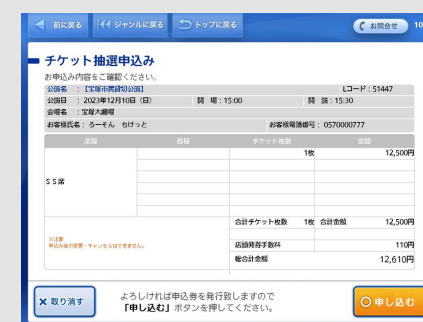 前に戻る ジャンルに戻る トップに戻る お問合せ 10
チケット抽選申込み
お申込み内容をご確認ください。
公演名 : 【宝塚市民貸切公演】 Lコード : 51447
公演日 : 2023年12月10日 (日) 開 場 : 15:00 開 演 : 15:30
会場名 : 宝塚大劇場
お客様氏名 : ろーそん ちけっと お客様電話番号 : 0570000777
席種 券種 チケット枚数 金額
SS席 1枚 12,500円
合計チケット枚数 1枚 合計金額 12,500円
※注意
申込み後の変更・キャンセルはできません。
店頭発券手数料 110円
総合計金額 12,610円
× 取り消す
よろしければ申込券を発行致しますので
「申し込む」ボタンを押してください。
申し込む